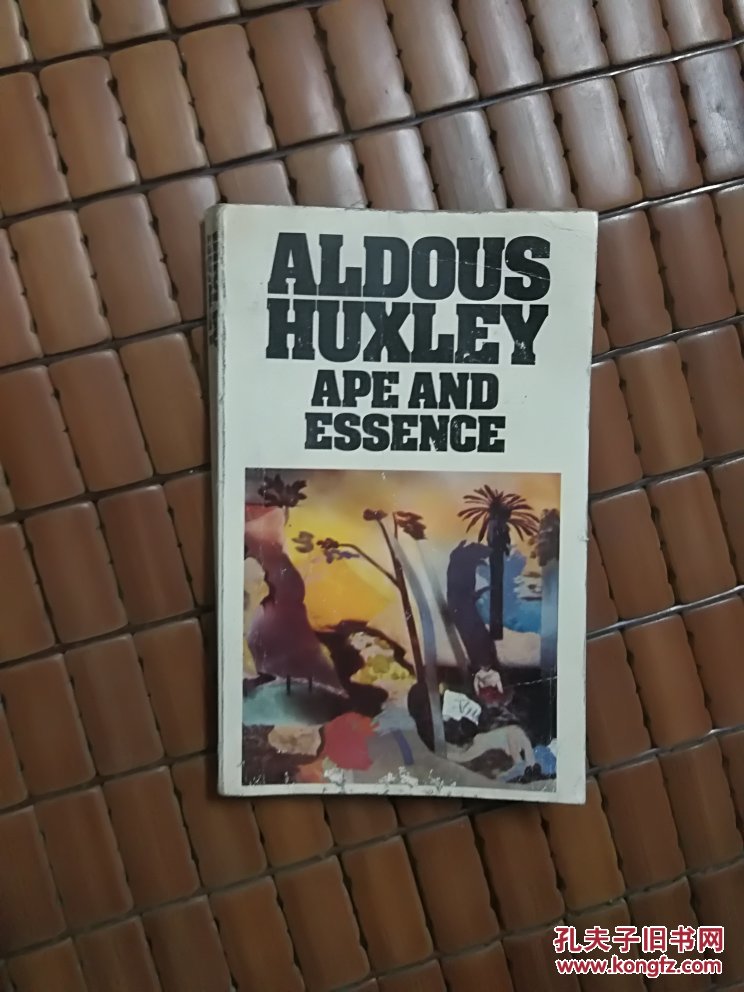 ALDOUS
HUXLEY
APE AND
ESSENCE
孔夫子旧书网
www.kongfz.com